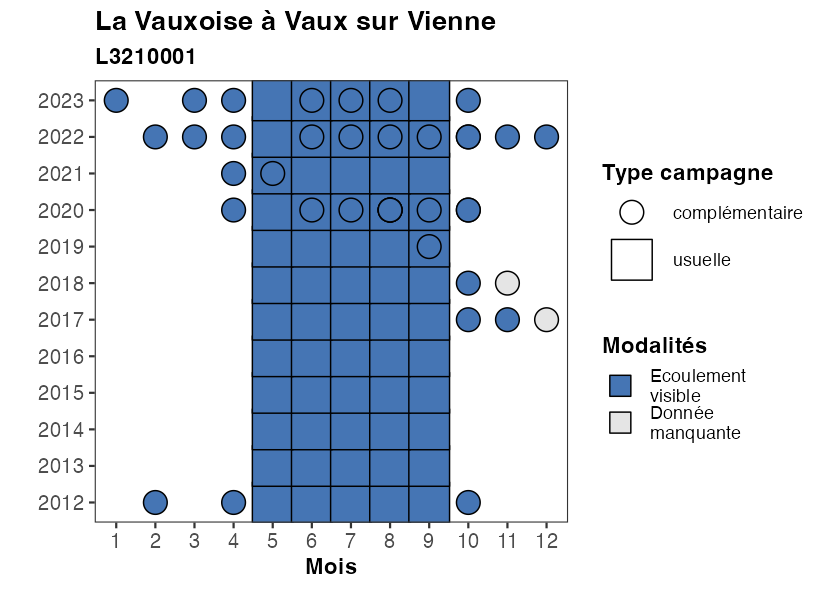 La Vauxoise à Vaux sur Vienne
L3210001
2023
2022
2021
2020
2019
2018
2017
2016
2015
2014
2013
2012
1 2 3 4 5 6 7 8 9 10 11 12
Mois
Type campagne
complémentaire
usuelle
Modalités
Ecoulement
visible
Donnée
manquante